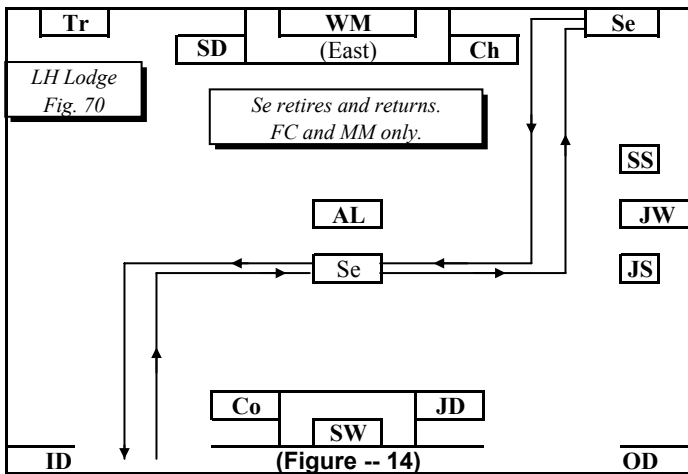 Tr
WM
Se
SD
(East)
Ch
LH Lodge
Fig. 70
Se retires and returns.
FC and MM only.
SS
AL
JW
Se
JS
Co
JD
SW
ID
(Figure -- 14)
OD